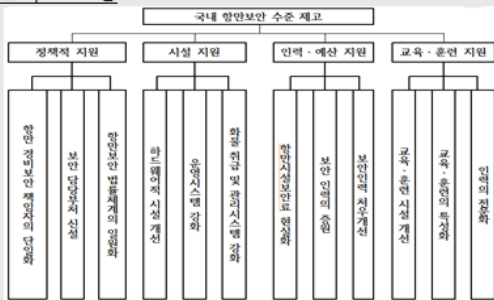 국내 항만보안 수준 제고
정책적 지원
시설 지원
인력·예산 지원
교육·훈련 지원
항만 경비보안 책임자의 단일화
보안 담당부처 신설
항만보안 법률체계의 일원화
하드웨어적 시설 개선
운영시스템 강화
화물 취급 및 관리시스템 강화
항만시설보안료 현실화
보안 인력의 증원
보안인력 처우개선
교육·훈련 시설 개선
교육·훈련의 특성화
인력의 전문화